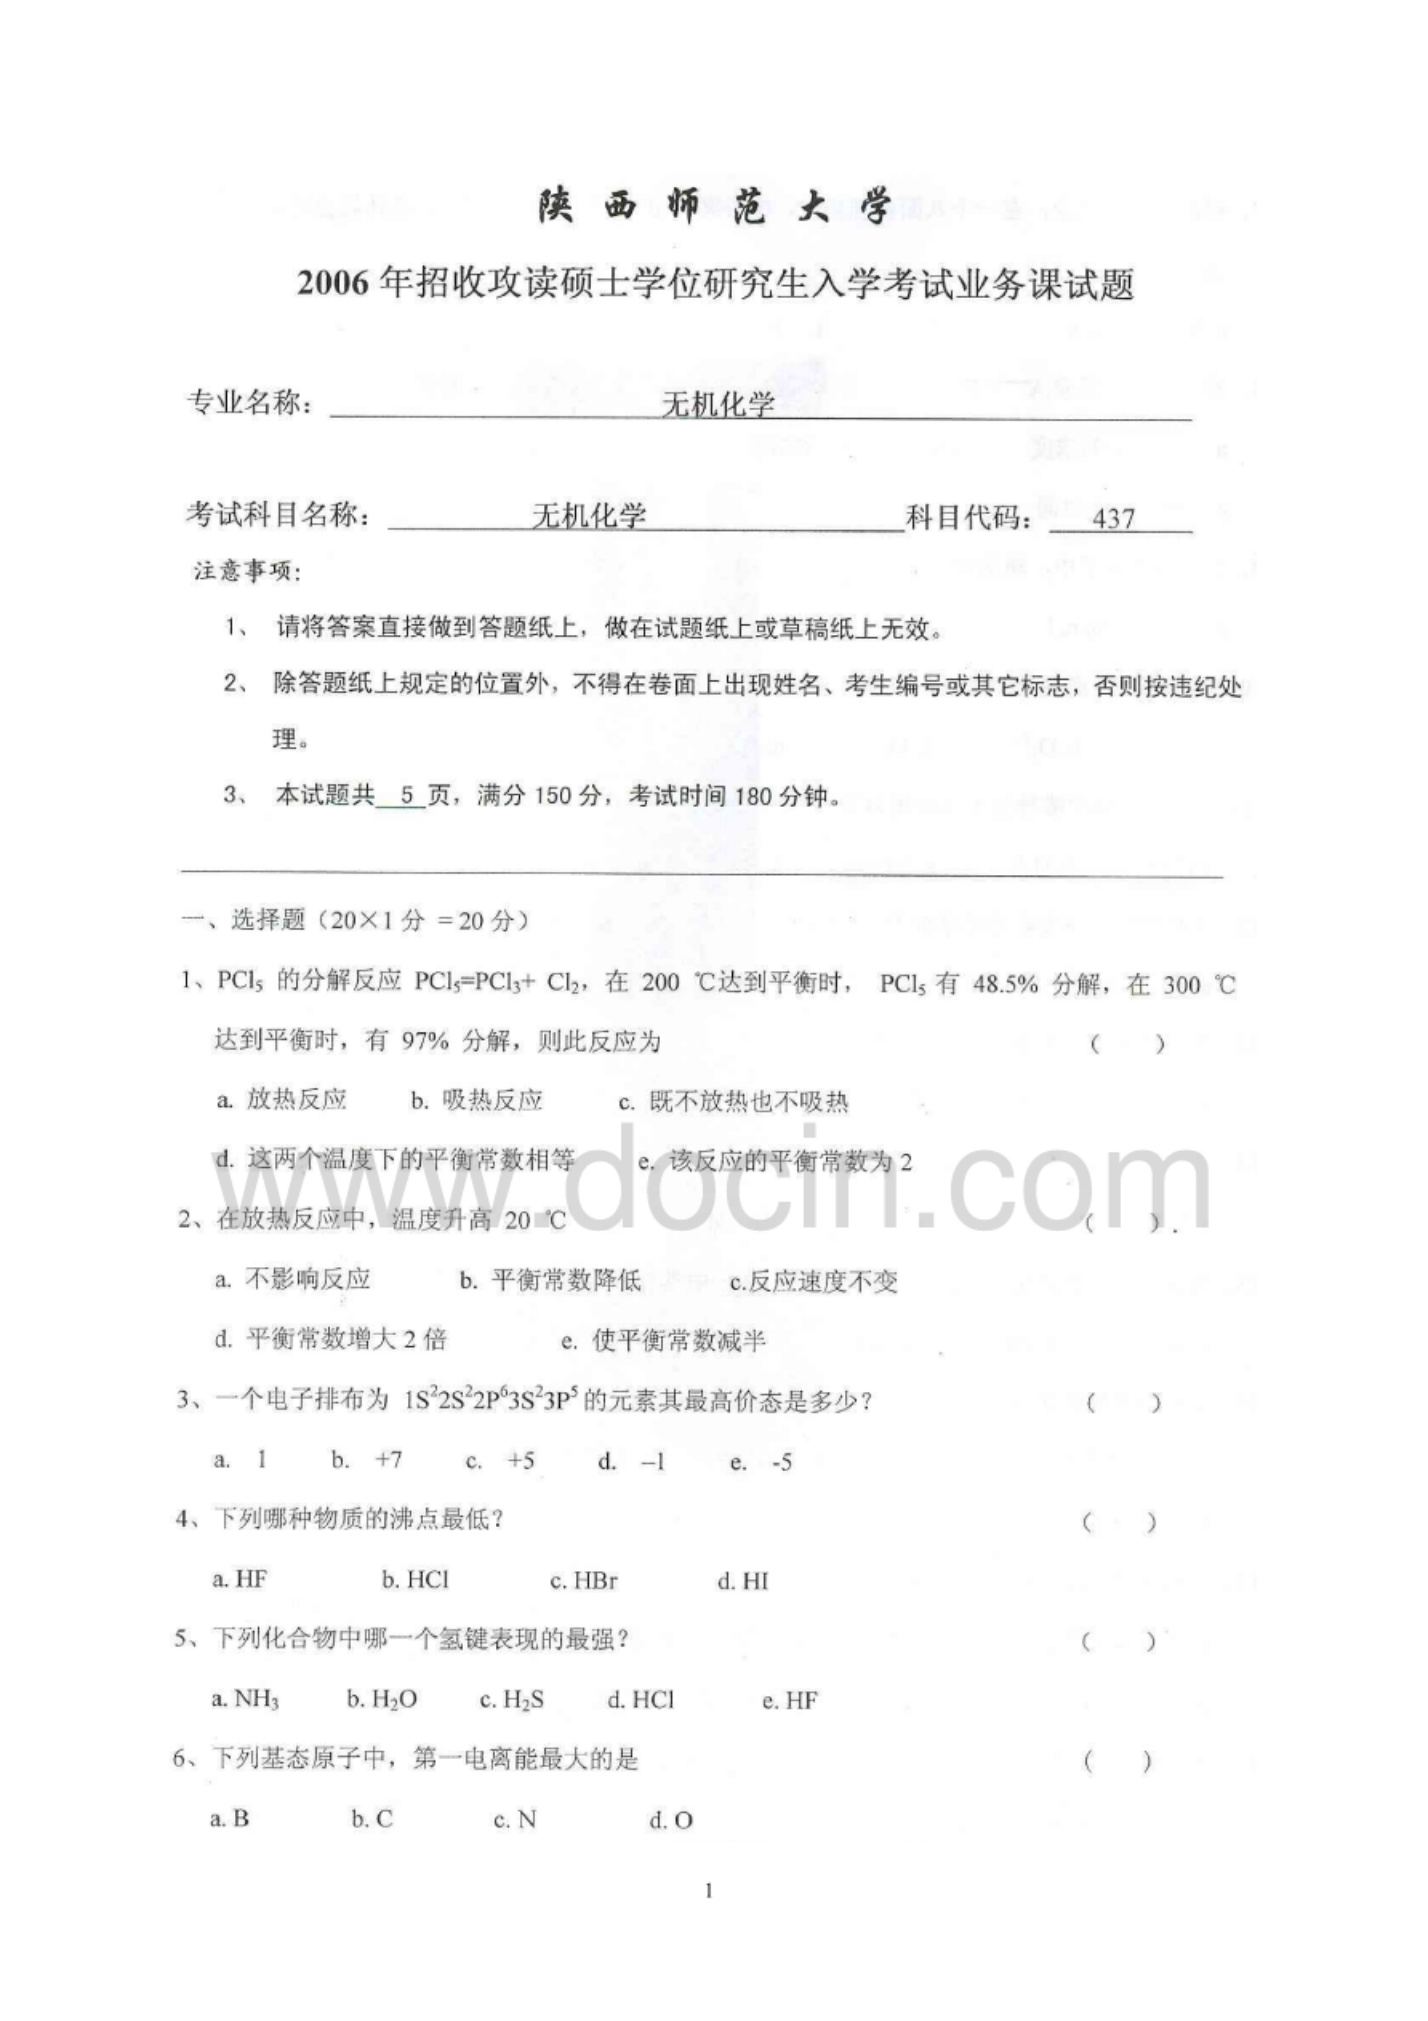 陕西师范大学
2006 年招收攻读硕士学位研究生入学考试业务课试题
专业名称： 无机化学
考试科目名称： 无机化学 科目代码： 437
注意事项：
1、 请将答案直接做到答题纸上，做在试题纸上或草稿纸上无效。
2、 除答题纸上规定的位置外，不得在卷面上出现姓名、考生编号或其它标志，否则按违纪处
理。
3、 本试题共 5 页，满分 150 分，考试时间 180 分钟。
一、选择题（20×1 分 = 20 分）
1、PCl₅ 的分解反应 PCl₅=PCl₃+ Cl₂，在 200 ℃达到平衡时， PCl₅ 有 48.5% 分解，在 300 ℃
达到平衡时，有 97% 分解，则此反应为 （ ）
a. 放热反应 b. 吸热反应 c. 既不放热也不吸热
d. 这两个温度下的平衡常数相等 e. 该反应的平衡常数为 2
www.docin.com
2、在放热反应中，温度升高 20 ℃ （ ）.
a. 不影响反应 b. 平衡常数降低 c.反应速度不变
d. 平衡常数增大 2 倍 e. 使平衡常数减半
3、一个电子排布为 1S²2S²2P⁶3S²3P⁵ 的元素其最高价态是多少？ （ ）
a. 1 b. +7 c. +5 d. –1 e. -5
4、下列哪种物质的沸点最低？ （ ）
a. HF b. HCl c. HBr d. HI
5、下列化合物中哪一个氢键表现的最强？ （ ）
a. NH₃ b. H₂O c. H₂S d. HCl e. HF
6、下列基态原子中，第一电离能最大的是 （ ）
a. B b. C c. N d. O
1